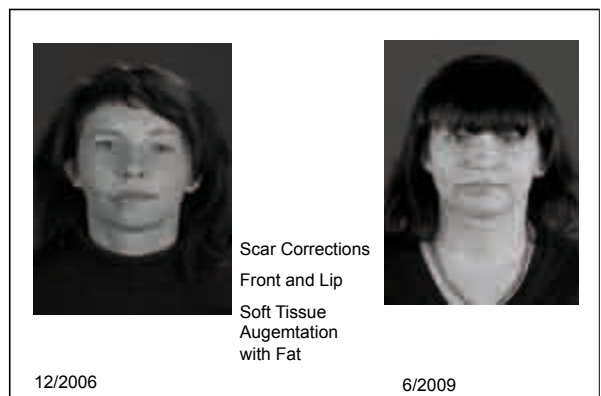 Scar Corrections
Front and Lip
Soft Tissue
Augemtation
with Fat
12/2006
6/2009